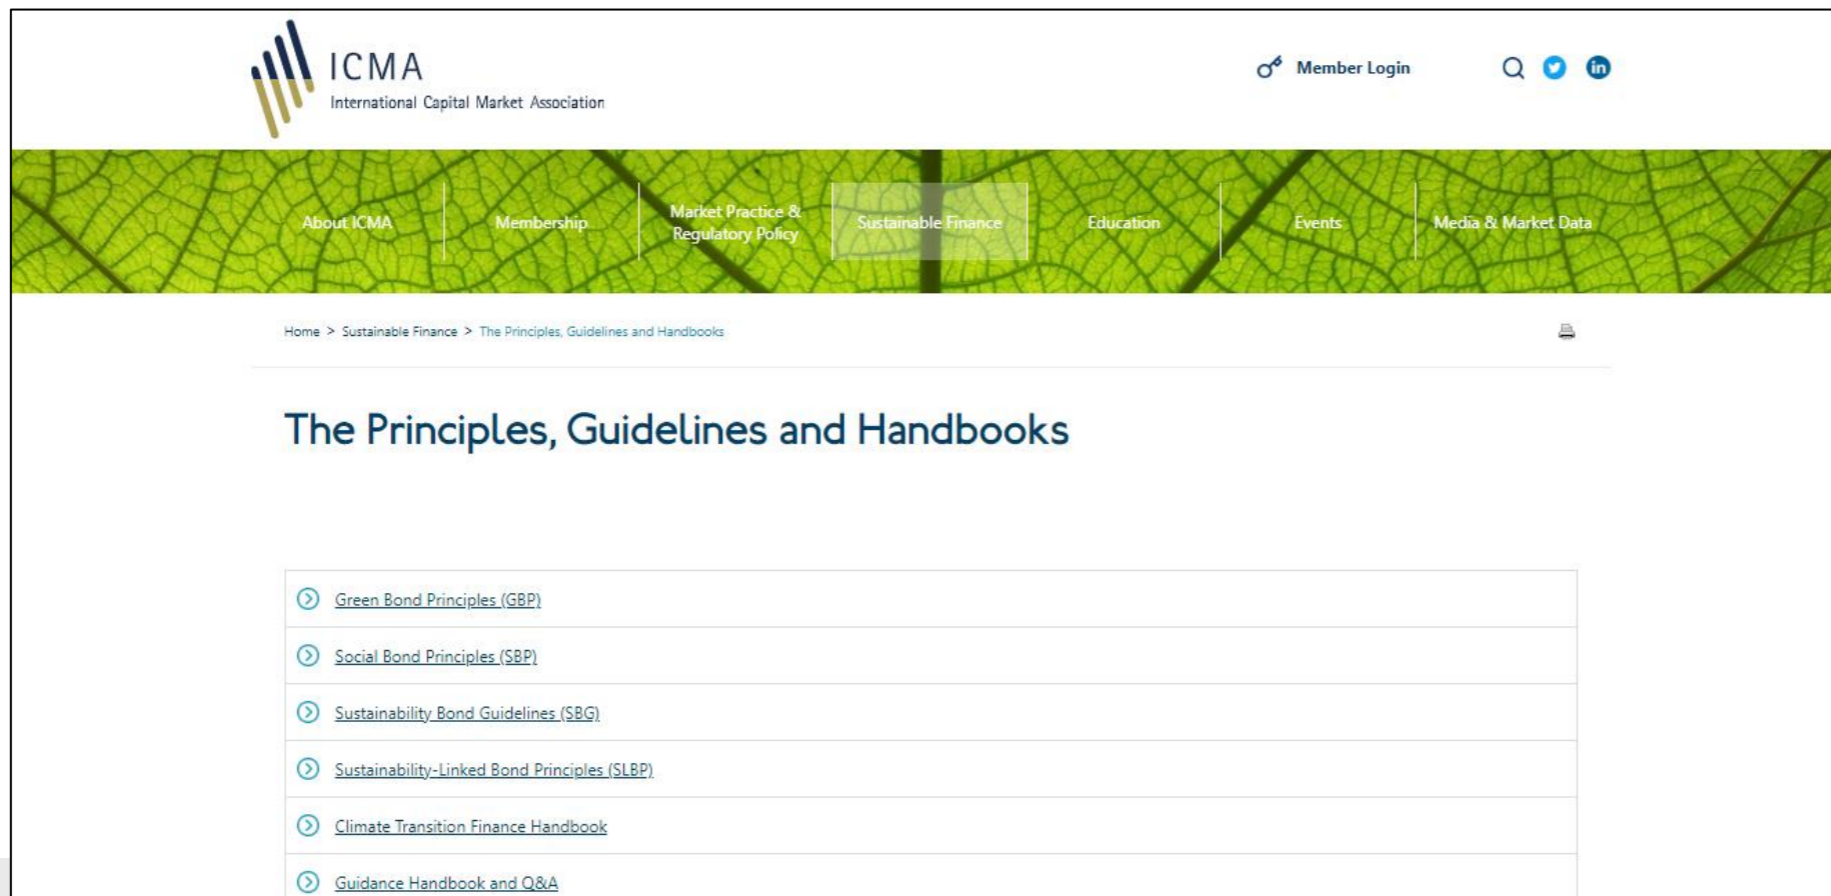 ICMA
International Capital Market Association
Member Login
in
About ICMA
Membership
Market Practice &
Regulatory Policy
Sustainable Finance
Education
Events
Media & Market Data
Home > Sustainable Finance > The Principles, Guidelines and Handbooks
The Principles, Guidelines and Handbooks
Green Bond Principles (GBP)
Social Bond Principles (SBP)
Sustainability Bond Guidelines (SBG)
Sustainability-Linked Bond Principles (SLBP)
Climate Transition Finance Handbook
Guidance Handbook and Q&A